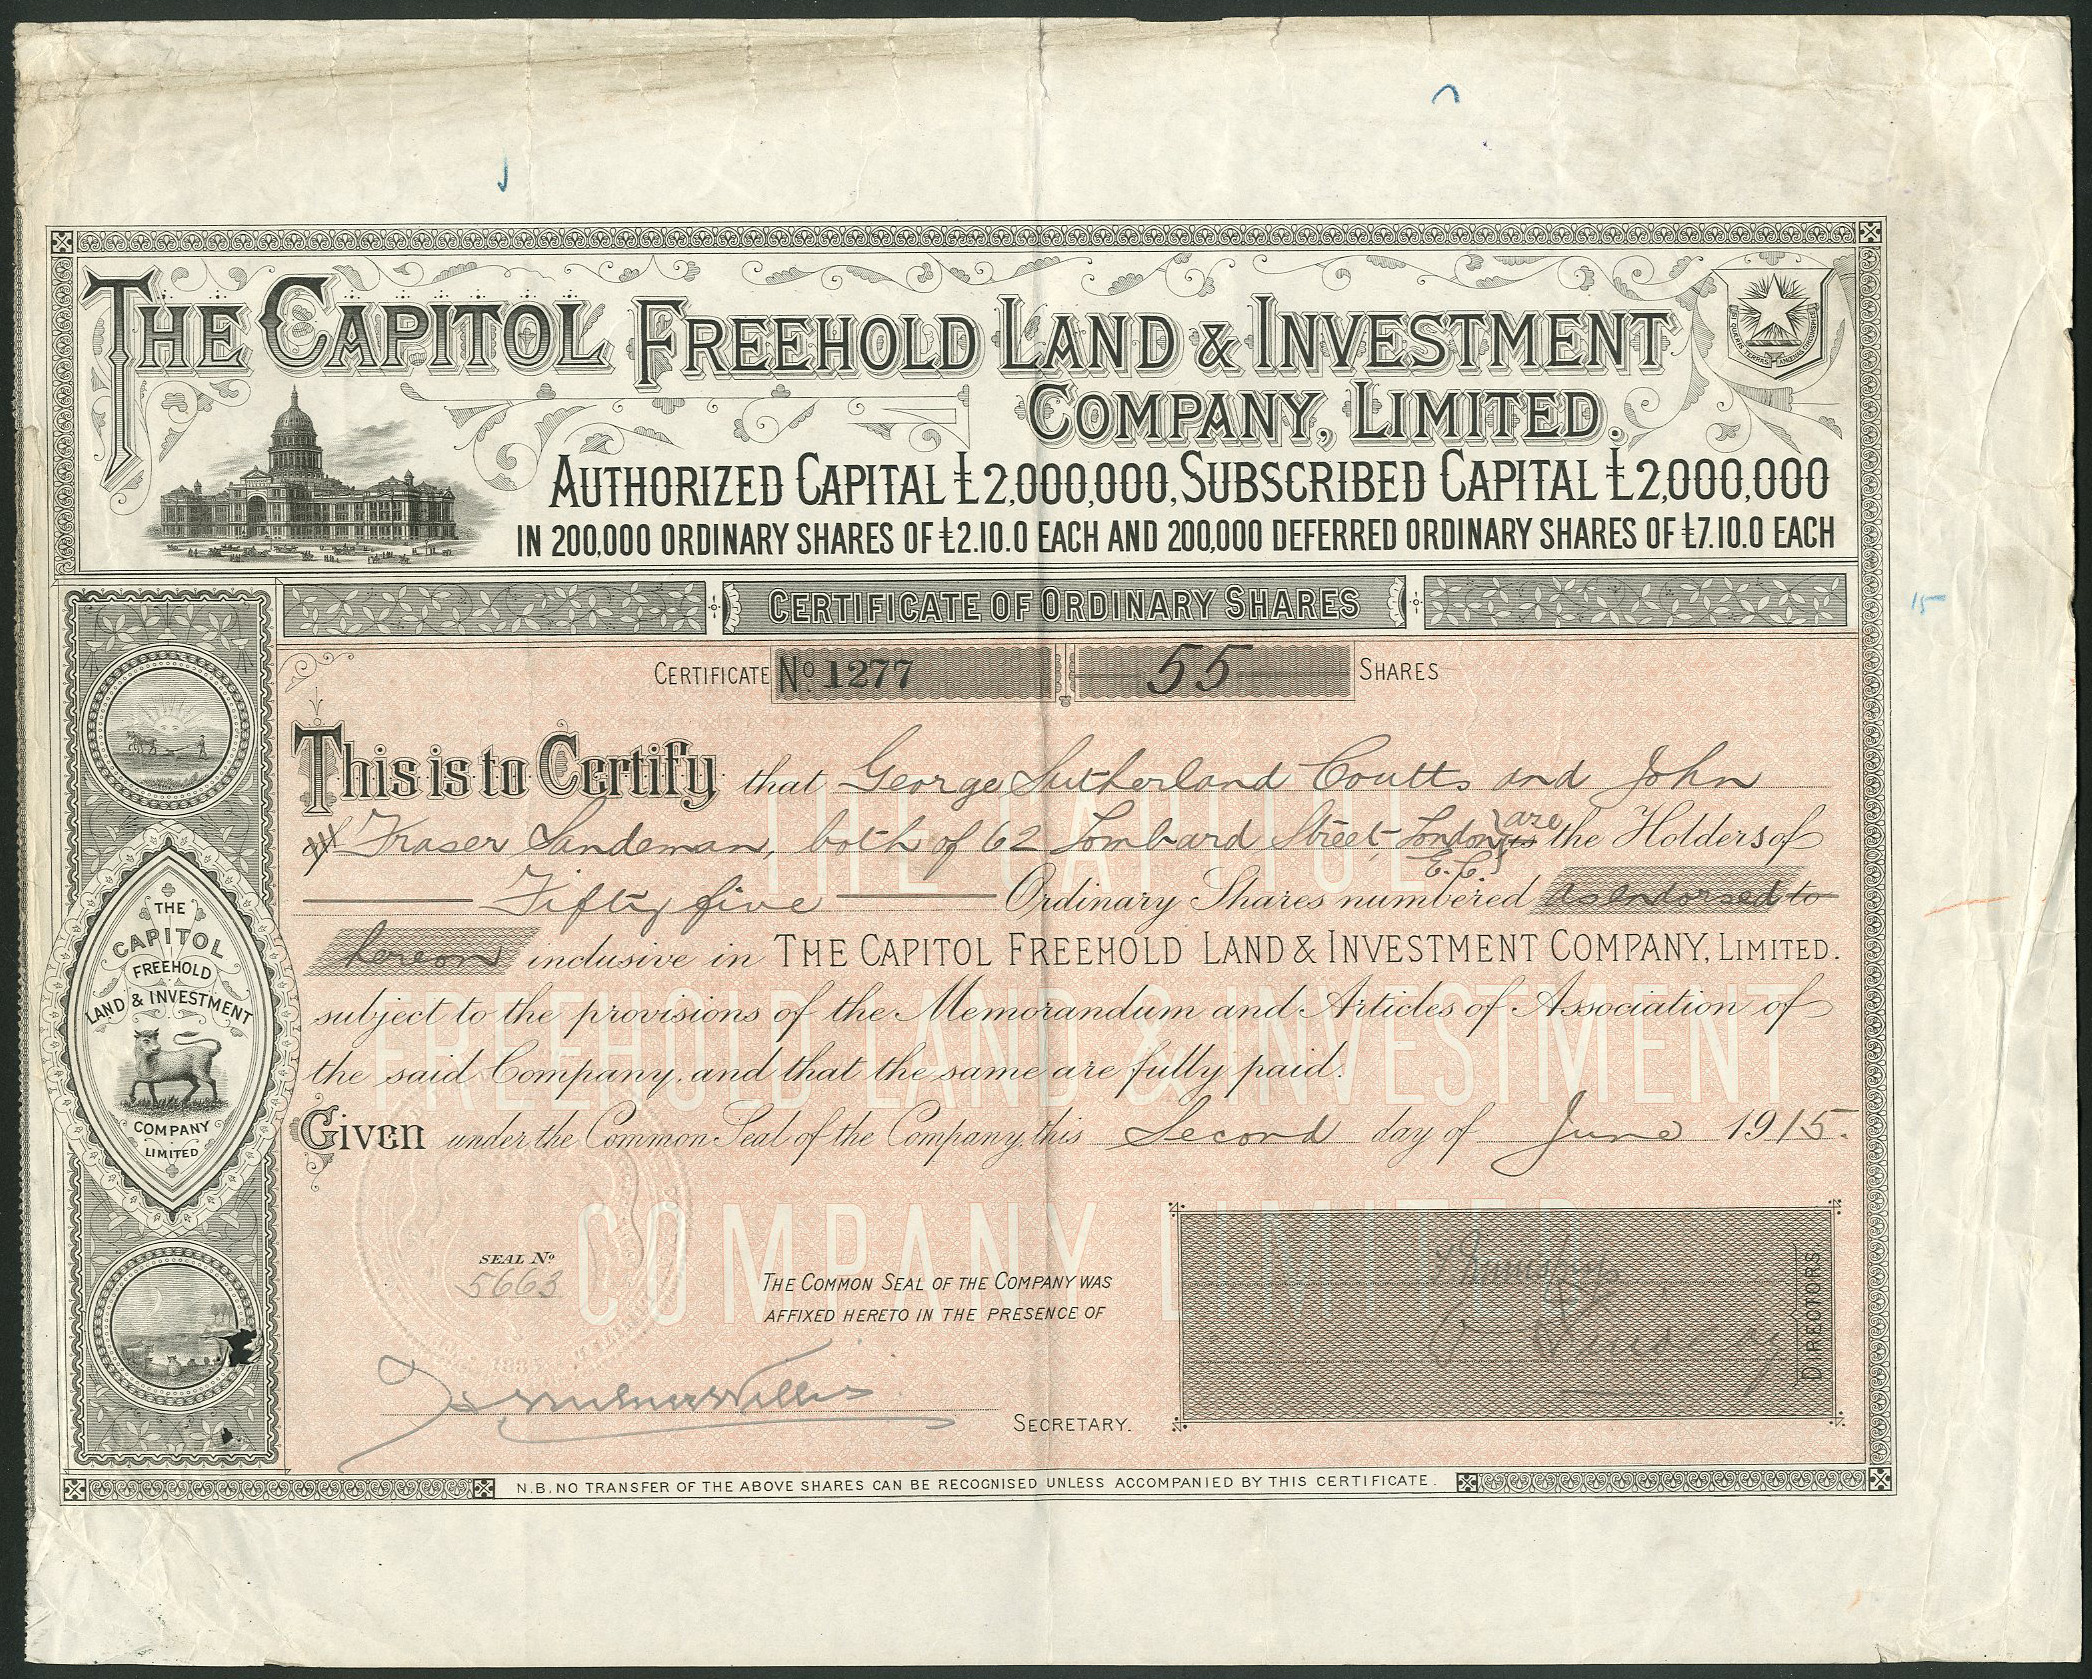 THE CAPITOL FREEHOLD LAND & INVESTMENT
COMPANY, LIMITED.
AUTHORIZED CAPITAL £2,000,000, SUBSCRIBED CAPITAL £2,000,000
IN 200,000 ORDINARY SHARES OF £2.10.0 EACH AND 200,000 DEFERRED ORDINARY SHARES OF £7.10.0 EACH
CERTIFICATE OF ORDINARY SHARES
15
CERTIFICATE No. 1277 55 SHARES
This is to Certify that George Sutherland Coutts and John
Fraser Sandeman, both of 62 Lombard Street, London E.C. is are the Holders of
Fifty five Ordinary Shares numbered as endorsed to
hereon inclusive in THE CAPITOL FREEHOLD LAND & INVESTMENT COMPANY, LIMITED.
subject to the provisions of the Memorandum and Articles of Association of
the said Company, and that the same are fully paid.
Given under the Common Seal of the Company, this Second day of June 1915.
THE CAPITOL
FREEHOLD LAND & INVESTMENT
COMPANY LIMITED
THE
CAPITOL
FREEHOLD
LAND & INVESTMENT
COMPANY
LIMITED
SEAL No.
5663
THE COMMON SEAL OF THE COMPANY WAS
AFFIXED HERETO IN THE PRESENCE OF
DIRECTORS
SECRETARY.
N.B. NO TRANSFER OF THE ABOVE SHARES CAN BE RECOGNISED UNLESS ACCOMPANIED BY THIS CERTIFICATE.